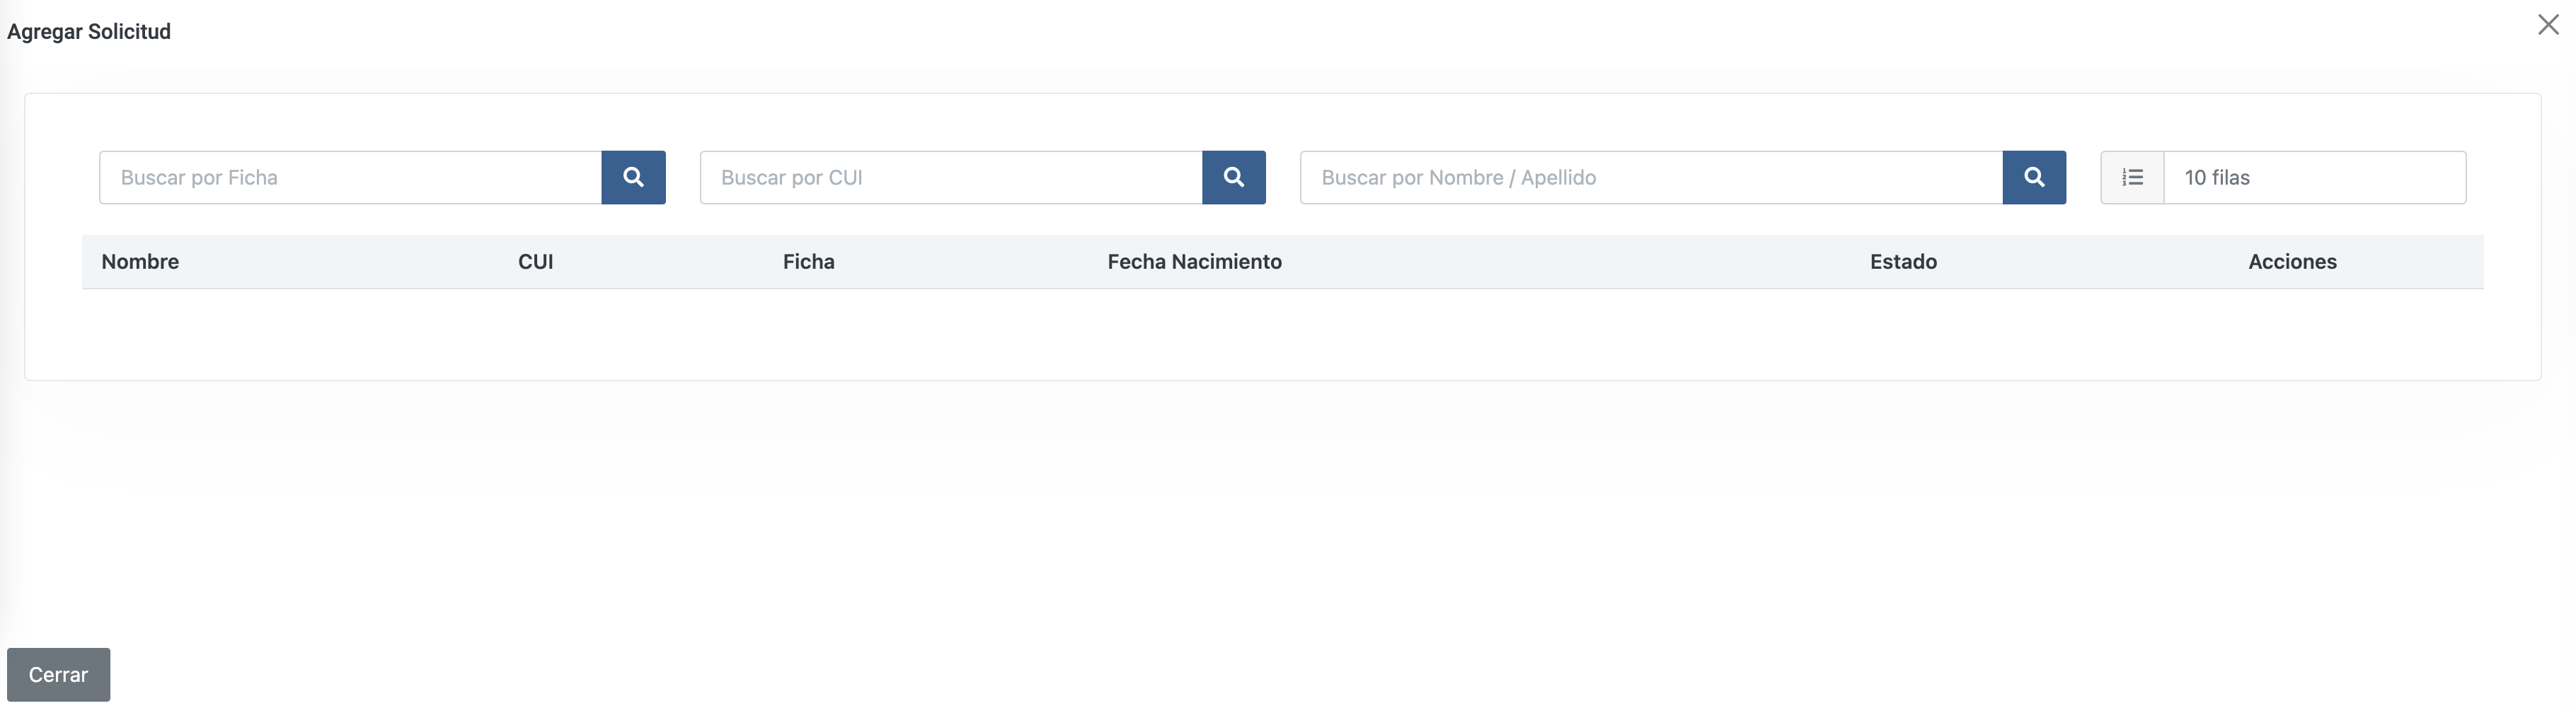 Agregar Solicitud
Buscar por Ficha
Buscar por CUI
Buscar por Nombre / Apellido
10 filas
Nombre CUI Ficha Fecha Nacimiento Estado Acciones
Cerrar